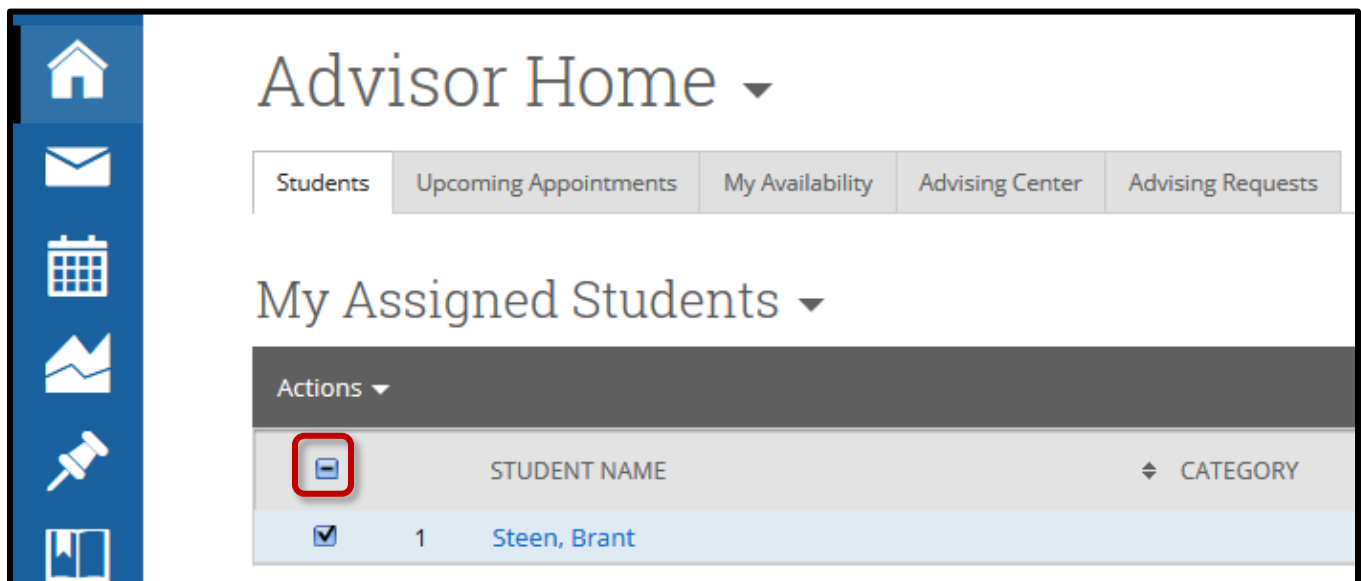 Advisor Home
Students Upcoming Appointments My Availability Advising Center Advising Requests
My Assigned Students
Actions
STUDENT NAME CATEGORY
1 Steen, Brant